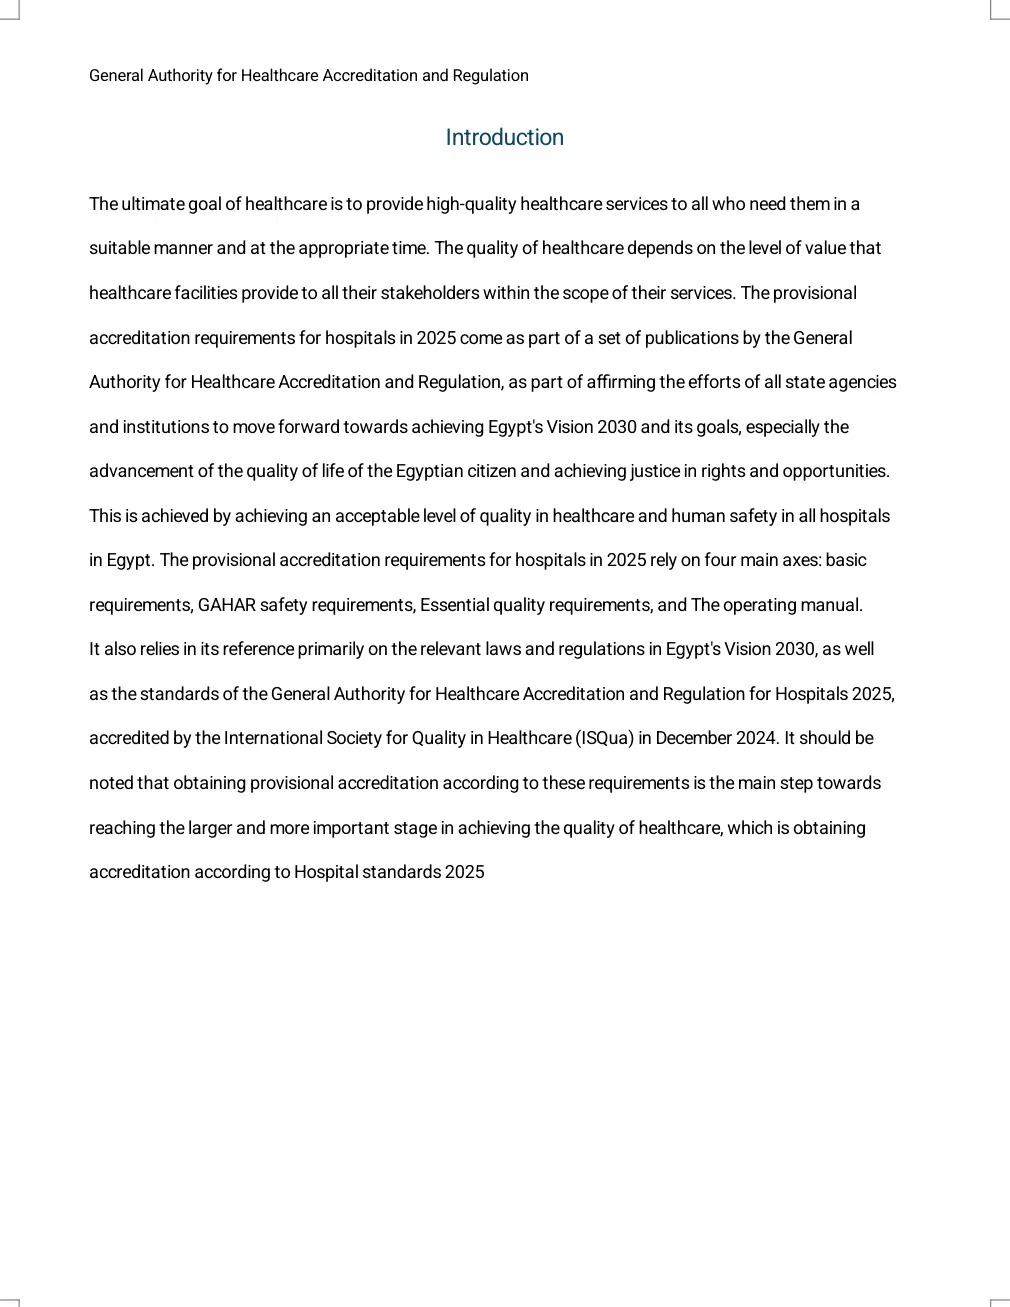 General Authority for Healthcare Accreditation and Regulation
Introduction
The ultimate goal of healthcare is to provide high-quality healthcare services to all who need them in a
suitable manner and at the appropriate time. The quality of healthcare depends on the level of value that
healthcare facilities provide to all their stakeholders within the scope of their services. The provisional
accreditation requirements for hospitals in 2025 come as part of a set of publications by the General
Authority for Healthcare Accreditation and Regulation, as part of affirming the efforts of all state agencies
and institutions to move forward towards achieving Egypt's Vision 2030 and its goals, especially the
advancement of the quality of life of the Egyptian citizen and achieving justice in rights and opportunities.
This is achieved by achieving an acceptable level of quality in healthcare and human safety in all hospitals
in Egypt. The provisional accreditation requirements for hospitals in 2025 rely on four main axes: basic
requirements, GAHAR safety requirements, Essential quality requirements, and The operating manual.
It also relies in its reference primarily on the relevant laws and regulations in Egypt's Vision 2030, as well
as the standards of the General Authority for Healthcare Accreditation and Regulation for Hospitals 2025,
accredited by the International Society for Quality in Healthcare (ISQua) in December 2024. It should be
noted that obtaining provisional accreditation according to these requirements is the main step towards
reaching the larger and more important stage in achieving the quality of healthcare, which is obtaining
accreditation according to Hospital standards 2025